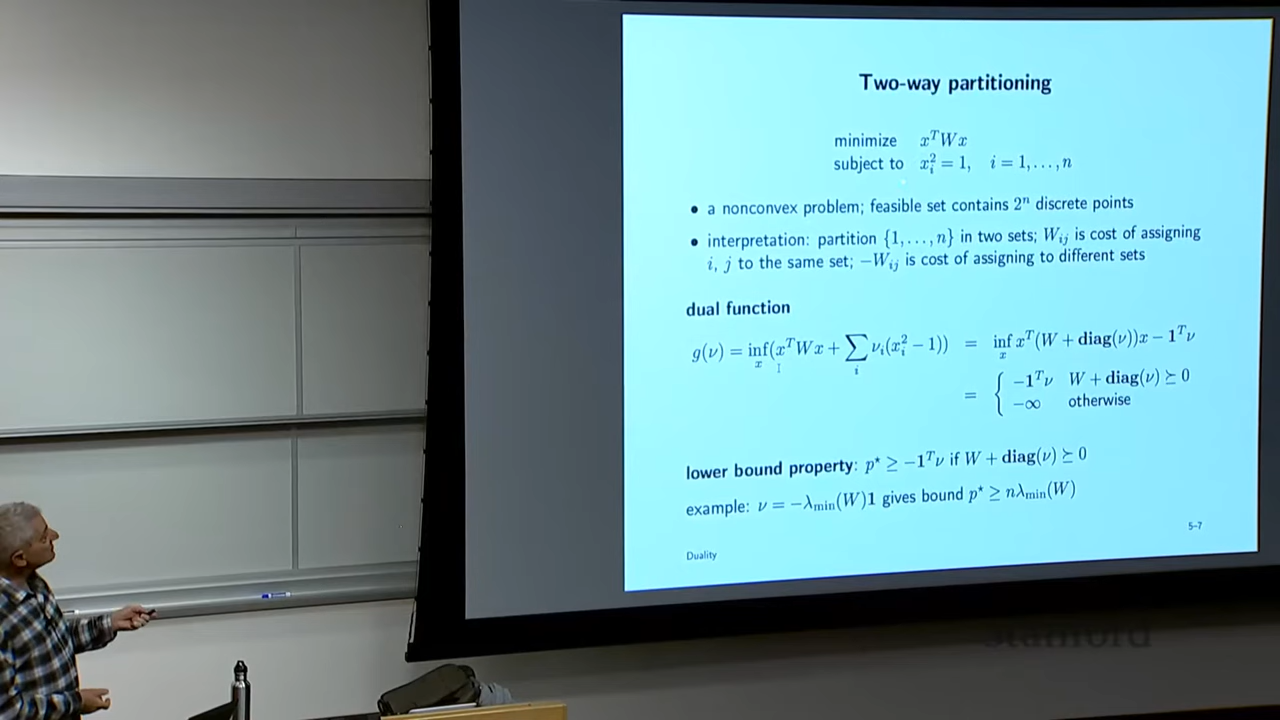 Two-way partitioning
minimize x^T W x
subject to x_i^2 = 1, i = 1, . . . , n
• a nonconvex problem; feasible set contains 2^n discrete points
• interpretation: partition {1, . . . , n} in two sets; W_ij is cost of assigning
i, j to the same set; −W_ij is cost of assigning to different sets
dual function
g(ν) = inf_x (x^T W x + ∑_i ν_i(x_i^2 − 1)) = inf_x x^T (W + diag(ν))x − 1^T ν
= { −1^T ν W + diag(ν) ⪰ 0
−∞ otherwise
lower bound property: p⋆ ≥ −1^T ν if W + diag(ν) ⪰ 0
example: ν = −λ_min(W)1 gives bound p⋆ ≥ nλ_min(W)
Duality 5–7
Stanford